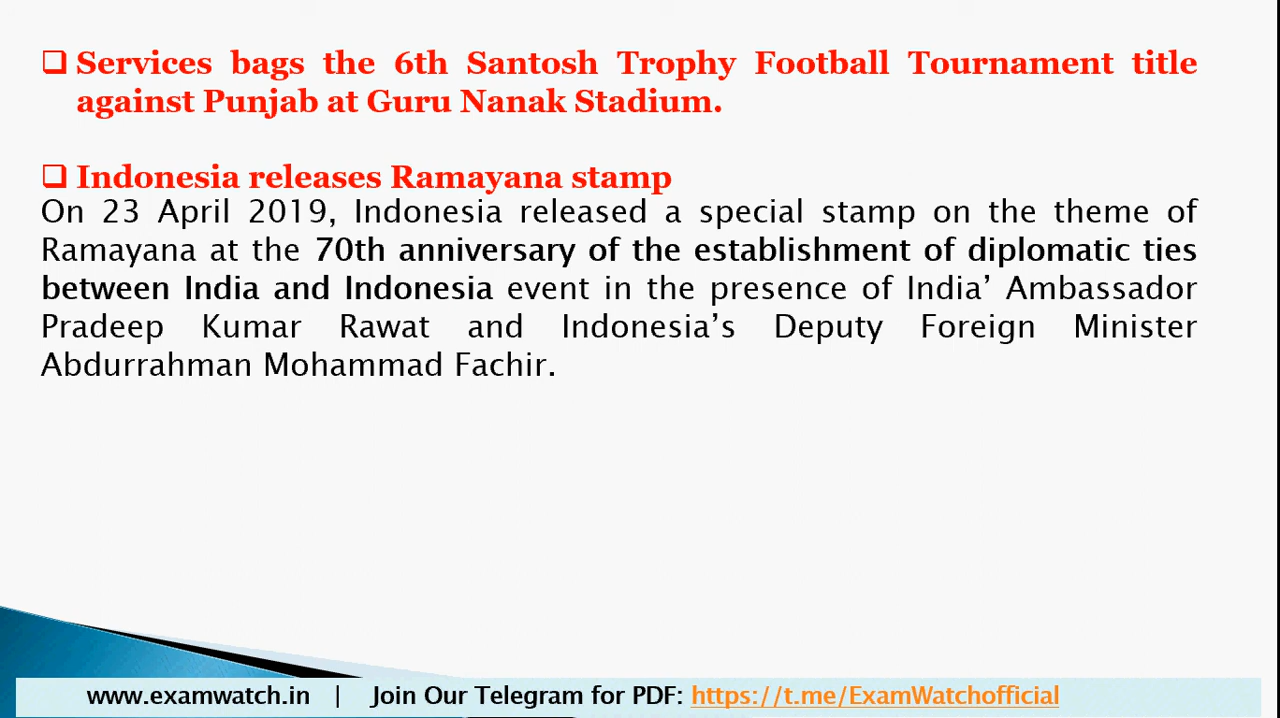 ❑ Services bags the 6th Santosh Trophy Football Tournament title
against Punjab at Guru Nanak Stadium.
❑ Indonesia releases Ramayana stamp
On 23 April 2019, Indonesia released a special stamp on the theme of
Ramayana at the 70th anniversary of the establishment of diplomatic ties
between India and Indonesia event in the presence of India’ Ambassador
Pradeep Kumar Rawat and Indonesia’s Deputy Foreign Minister
Abdurrahman Mohammad Fachir.
www.examwatch.in | Join Our Telegram for PDF: https://t.me/ExamWatchofficial